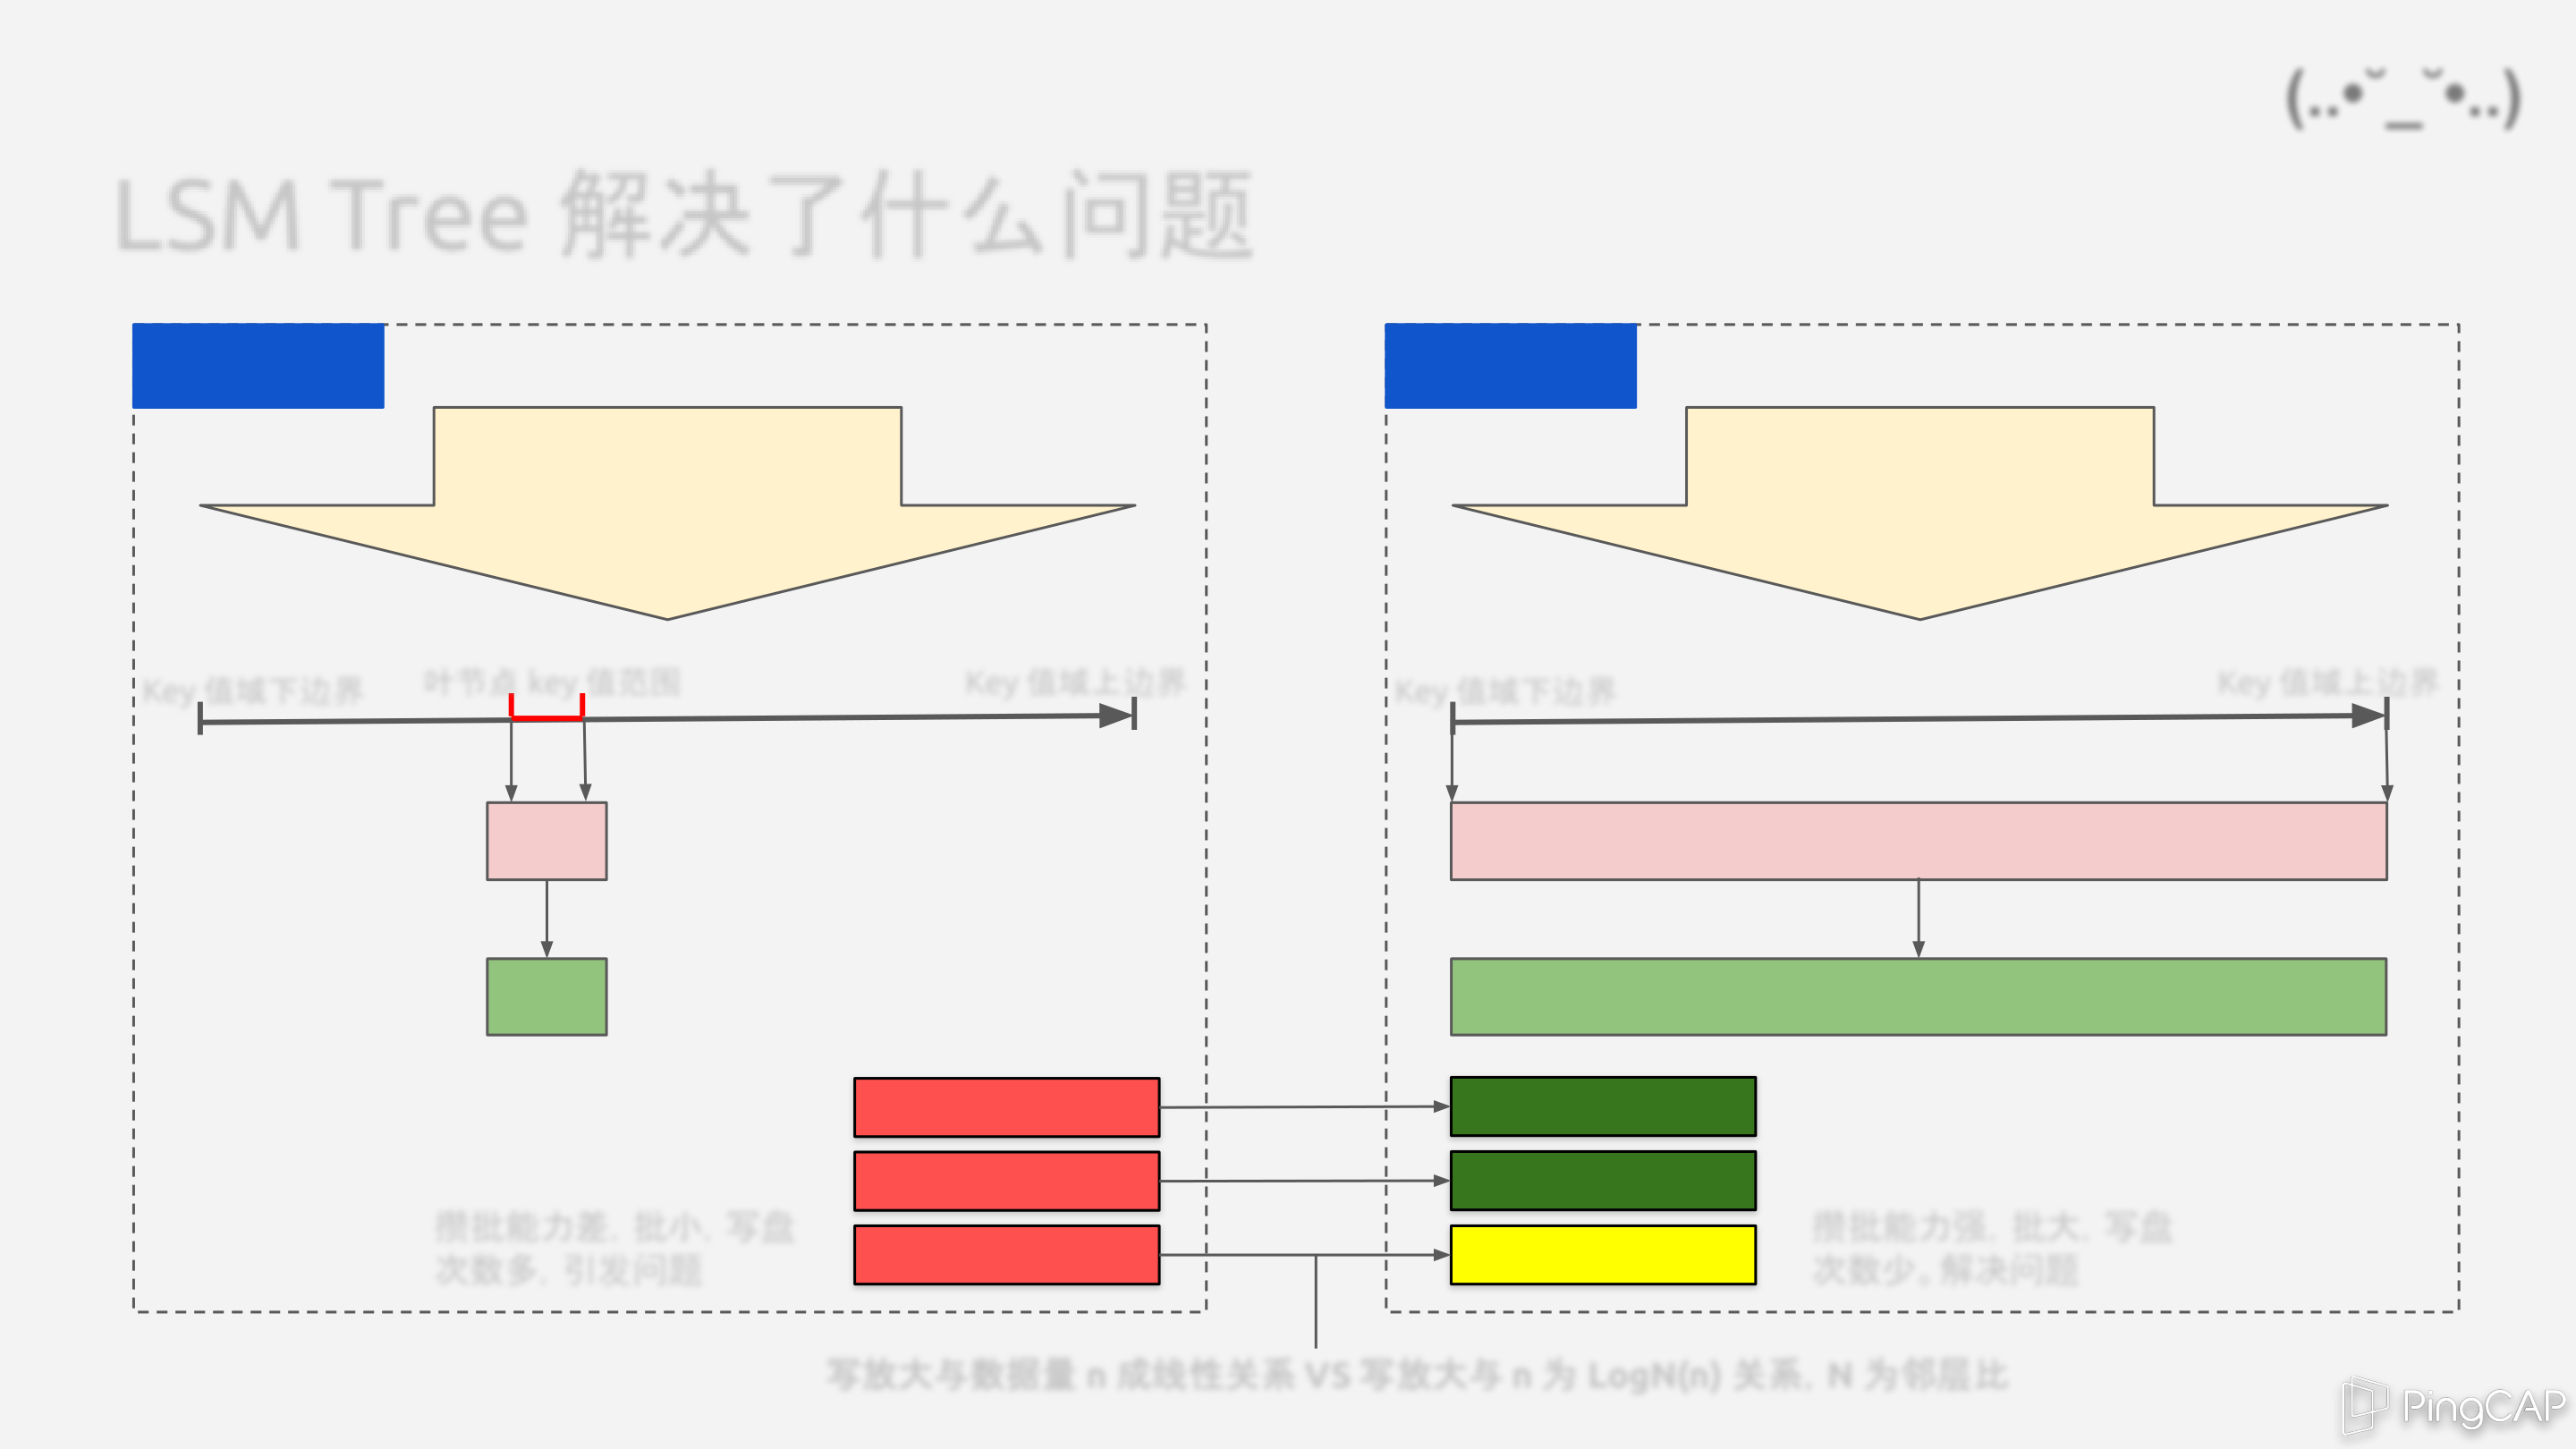 (..•˘_˘•..)
LSM Tree 解决了什么问题
Key 值域下边界
叶节点 key 值范围
Key 值域上边界
Key 值域下边界
Key 值域上边界
攒批能力差，批小，写盘
次数多，引发问题
攒批能力强，批大，写盘
次数少。解决问题
写放大与数据量 n 成线性关系 VS 写放大与 n 为 LogN(n) 关系，N 为邻层比
PingCAP